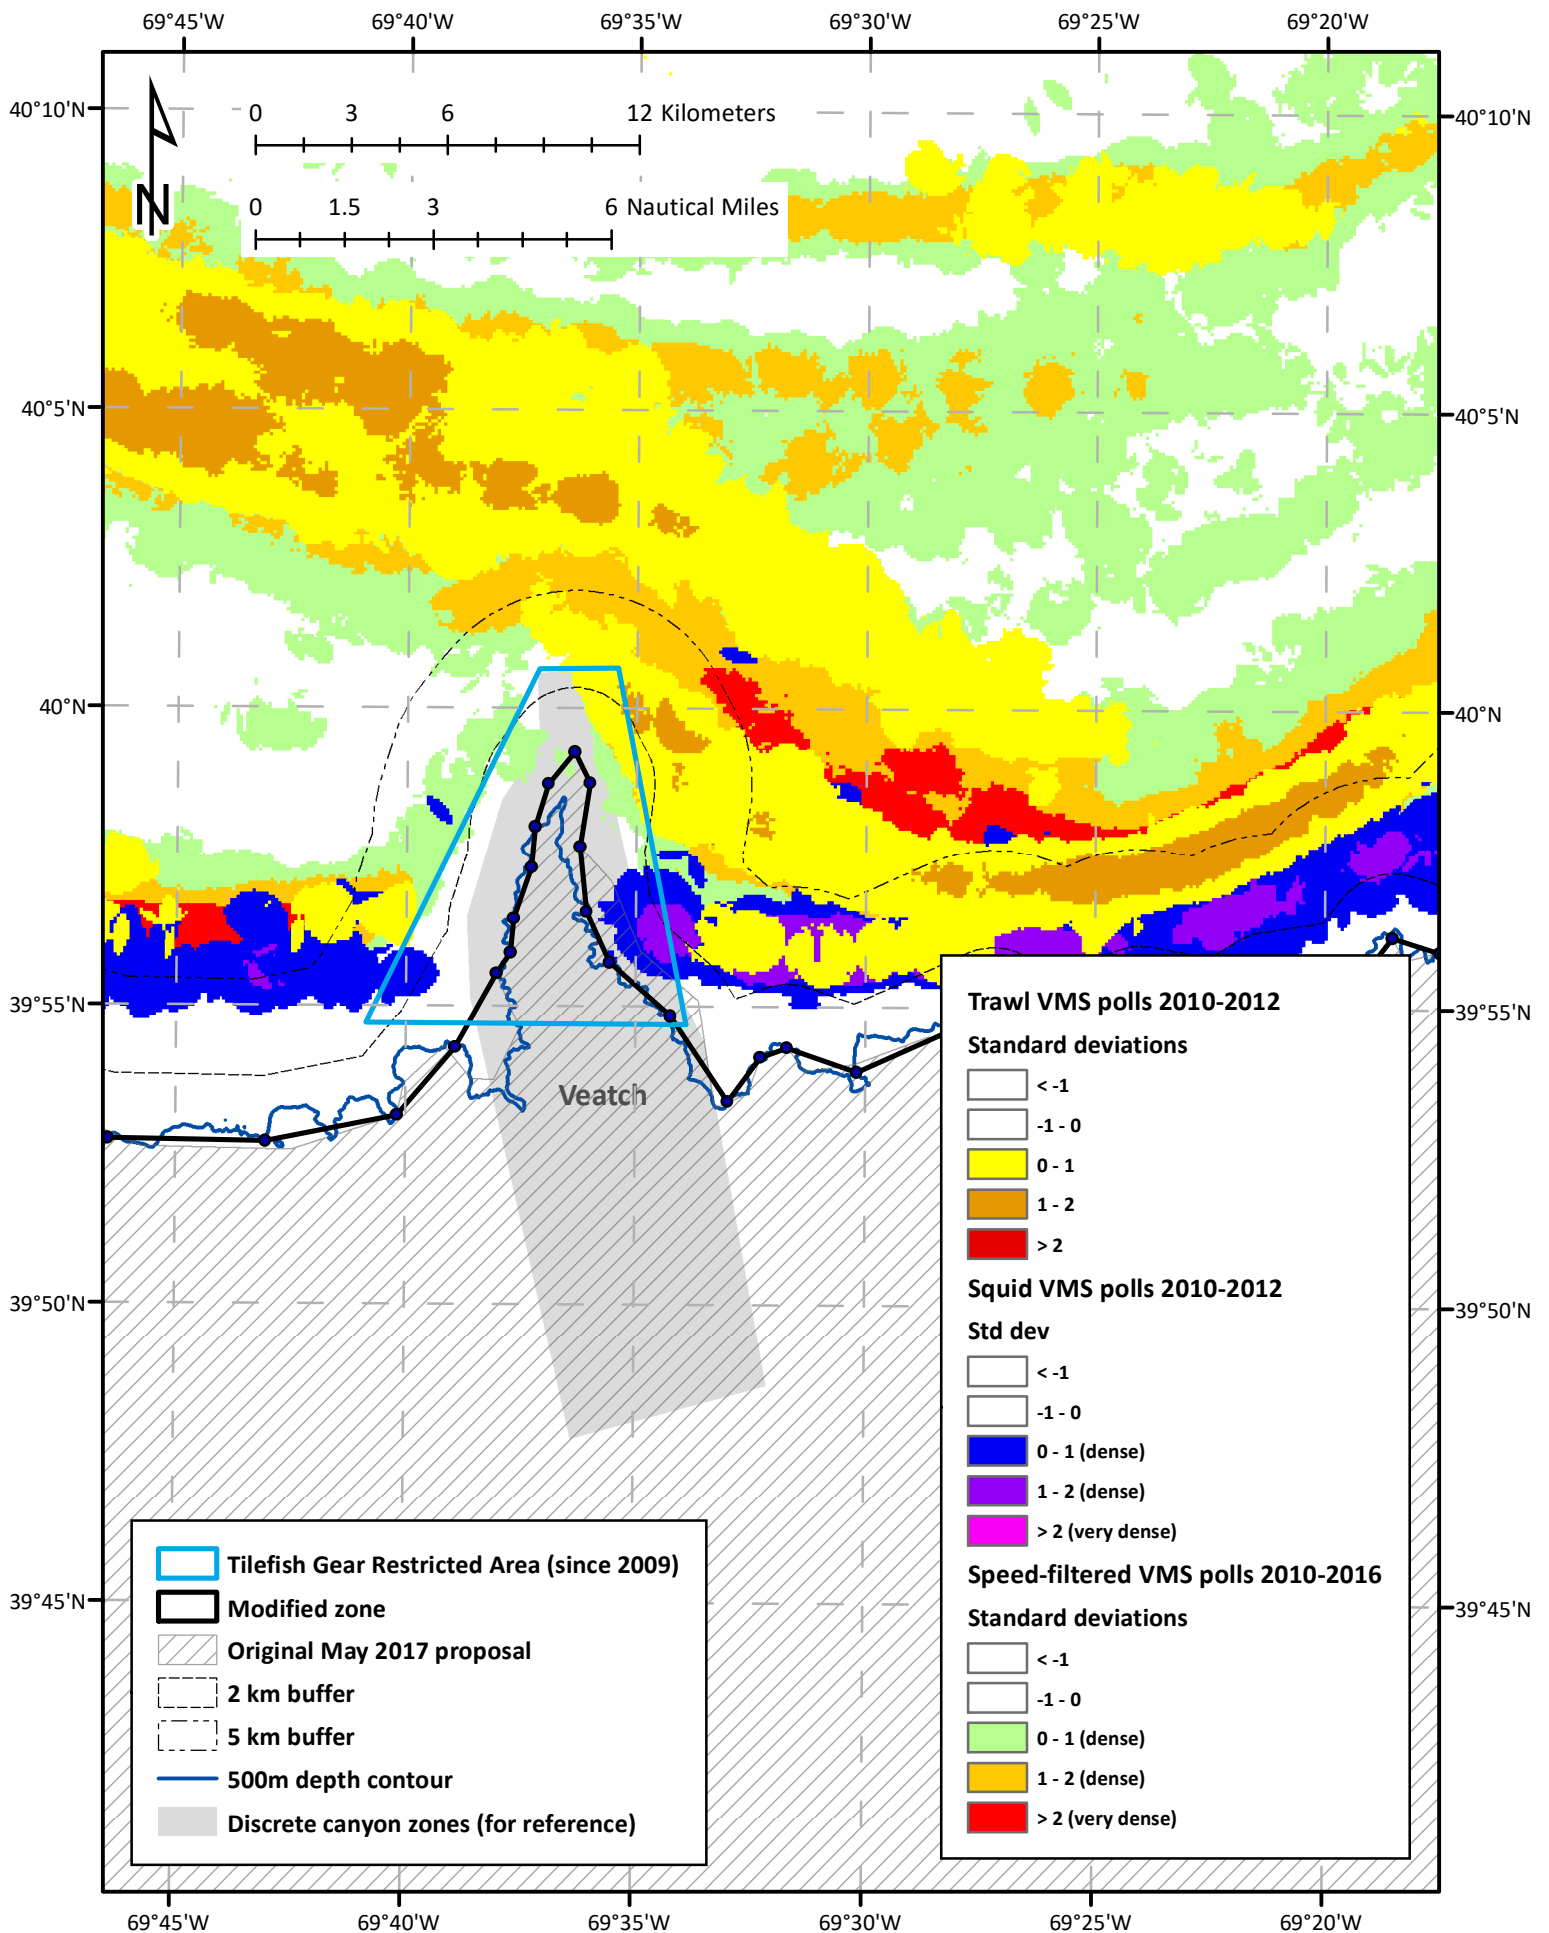 69°45'W 69°40'W 69°35'W 69°30'W 69°25'W 69°20'W
40°10'N 40°10'N
0 3 6 12 Kilometers
N
0 1.5 3 6 Nautical Miles
40°5'N 40°5'N
40°N 40°N
39°55'N 39°55'N
Veatch
39°50'N 39°50'N
39°45'N 39°45'N
Trawl VMS polls 2010-2012
Standard deviations
< -1
-1 - 0
0 - 1
1 - 2
> 2
Squid VMS polls 2010-2012
Std dev
< -1
-1 - 0
0 - 1 (dense)
1 - 2 (dense)
> 2 (very dense)
Speed-filtered VMS polls 2010-2016
Standard deviations
< -1
-1 - 0
0 - 1 (dense)
1 - 2 (dense)
> 2 (very dense)
Tilefish Gear Restricted Area (since 2009)
Modified zone
Original May 2017 proposal
2 km buffer
5 km buffer
500m depth contour
Discrete canyon zones (for reference)
69°45'W 69°40'W 69°35'W 69°30'W 69°25'W 69°20'W